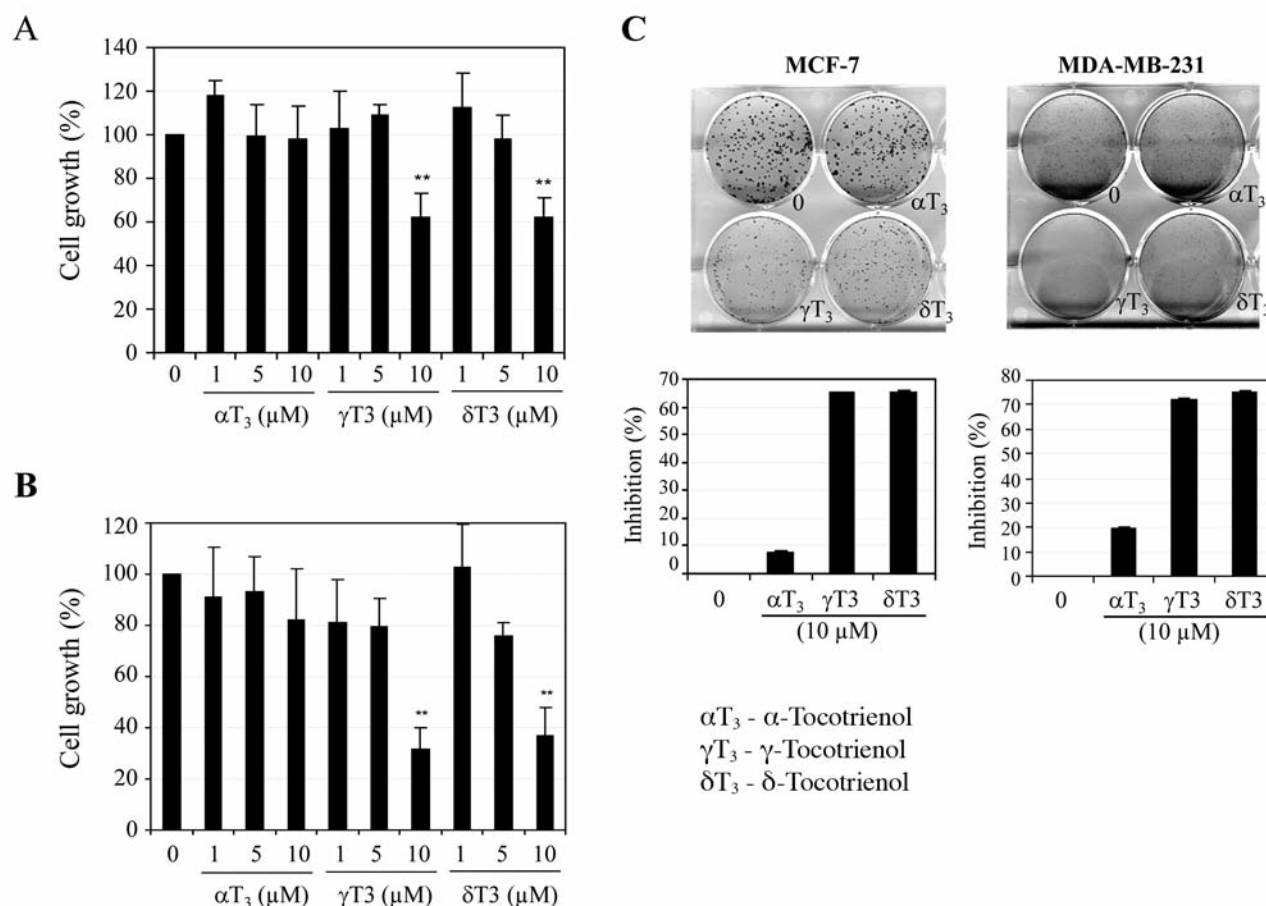 A
Cell growth (%)
140
120
100
80
60
40
20
0
**
**
0 1 5 10 1 5 10 1 5 10
αT₃ (µM) γT3 (µM) δT3 (µM)
B
Cell growth (%)
120
100
80
60
40
20
0
**
**
0 1 5 10 1 5 10 1 5 10
αT₃ (µM) γT3 (µM) δT3 (µM)
C
MCF-7
0
αT₃
γT₃
δT₃
MDA-MB-231
0
αT₃
γT₃
δT₃
Inhibition (%)
70
60
50
40
30
20
10
0
0 αT₃ γT3 δT3
(10 µM)
Inhibition (%)
80
70
60
50
40
30
20
10
0
0 αT₃ γT3 δT3
(10 µM)
αT₃ - α-Tocotrienol
γT₃ - γ-Tocotrienol
δT₃ - δ-Tocotrienol